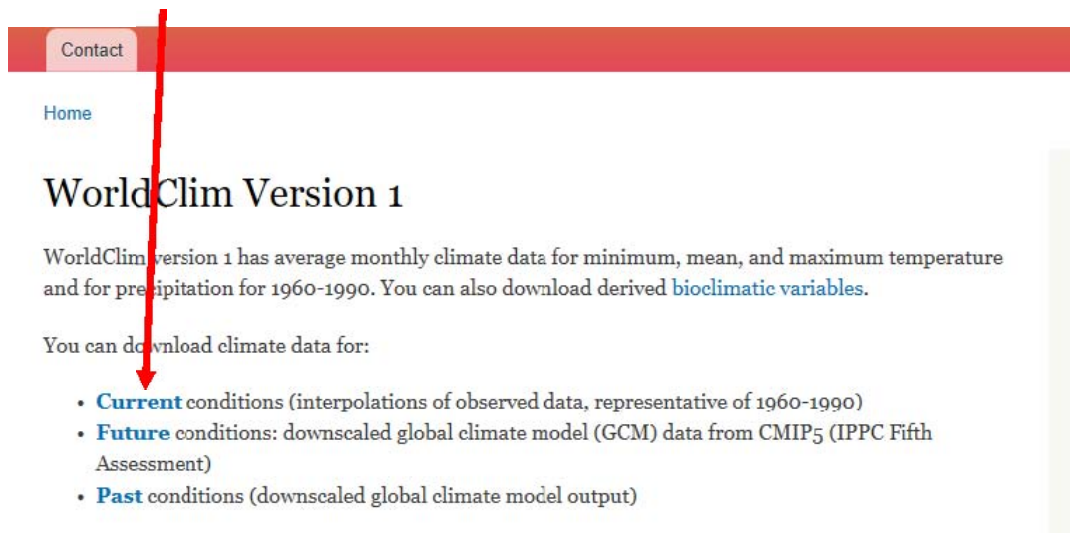 Contact
Home
WorldClim Version 1
WorldClim version 1 has average monthly climate data for minimum, mean, and maximum temperature
and for precipitation for 1960-1990. You can also download derived bioclimatic variables.
You can download climate data for:
• Current conditions (interpolations of observed data, representative of 1960-1990)
• Future conditions: downscaled global climate model (GCM) data from CMIP5 (IPPC Fifth
Assessment)
• Past conditions (downscaled global climate model output)